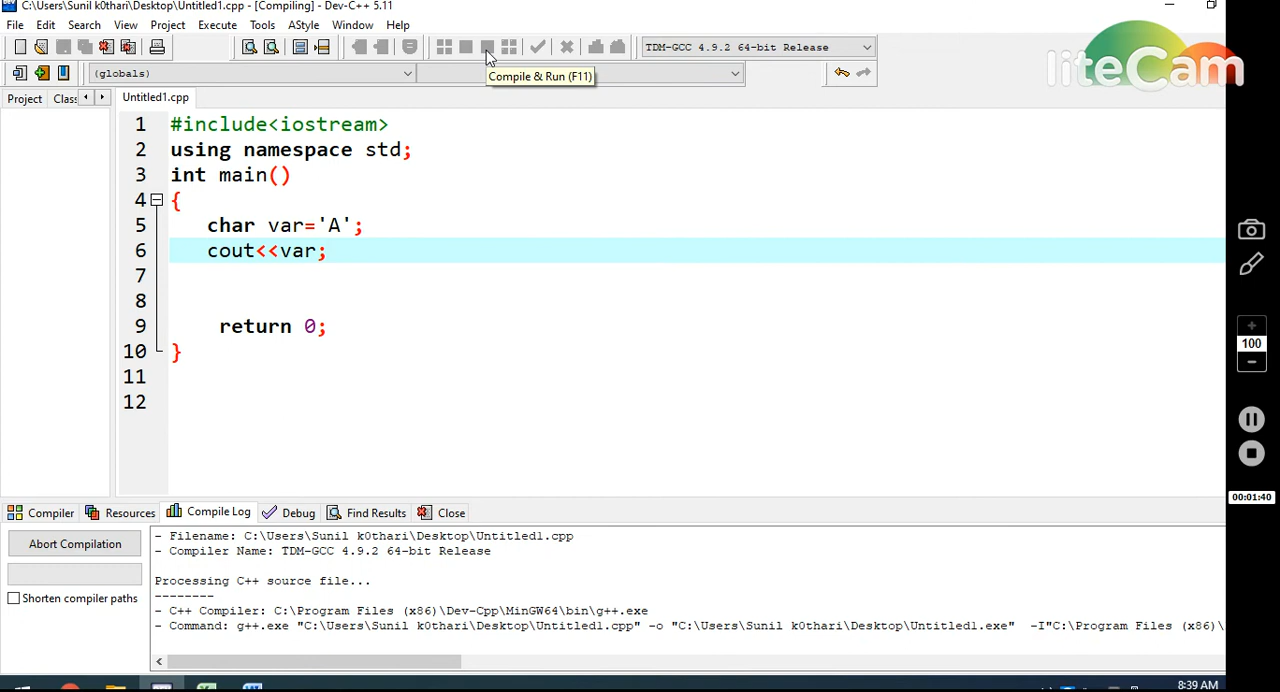 C:\Users\Sunil k0thari\Desktop\Untitled1.cpp - [Compiling] - Dev-C++ 5.11
File Edit Search View Project Execute Tools AStyle Window Help
TDM-GCC 4.9.2 64-bit Release
liteCam
(globals)
Compile & Run (F11)
Project Class Untitled1.cpp
1 #include<iostream>
2 using namespace std;
3 int main()
4 {
5 char var='A';
6 cout<<var;
7
8
9 return 0;
10 }
11
12
100
00:01:40
Compiler Resources Compile Log Debug Find Results Close
Abort Compilation
Shorten compiler paths
- Filename: C:\Users\Sunil k0thari\Desktop\Untitled1.cpp
- Compiler Name: TDM-GCC 4.9.2 64-bit Release
Processing C++ source file...
--------
- C++ Compiler: C:\Program Files (x86)\Dev-Cpp\MinGW64\bin\g++.exe
- Command: g++.exe "C:\Users\Sunil k0thari\Desktop\Untitled1.cpp" -o "C:\Users\Sunil k0thari\Desktop\Untitled1.exe" -I"C:\Program Files (x86)\
8:39 AM